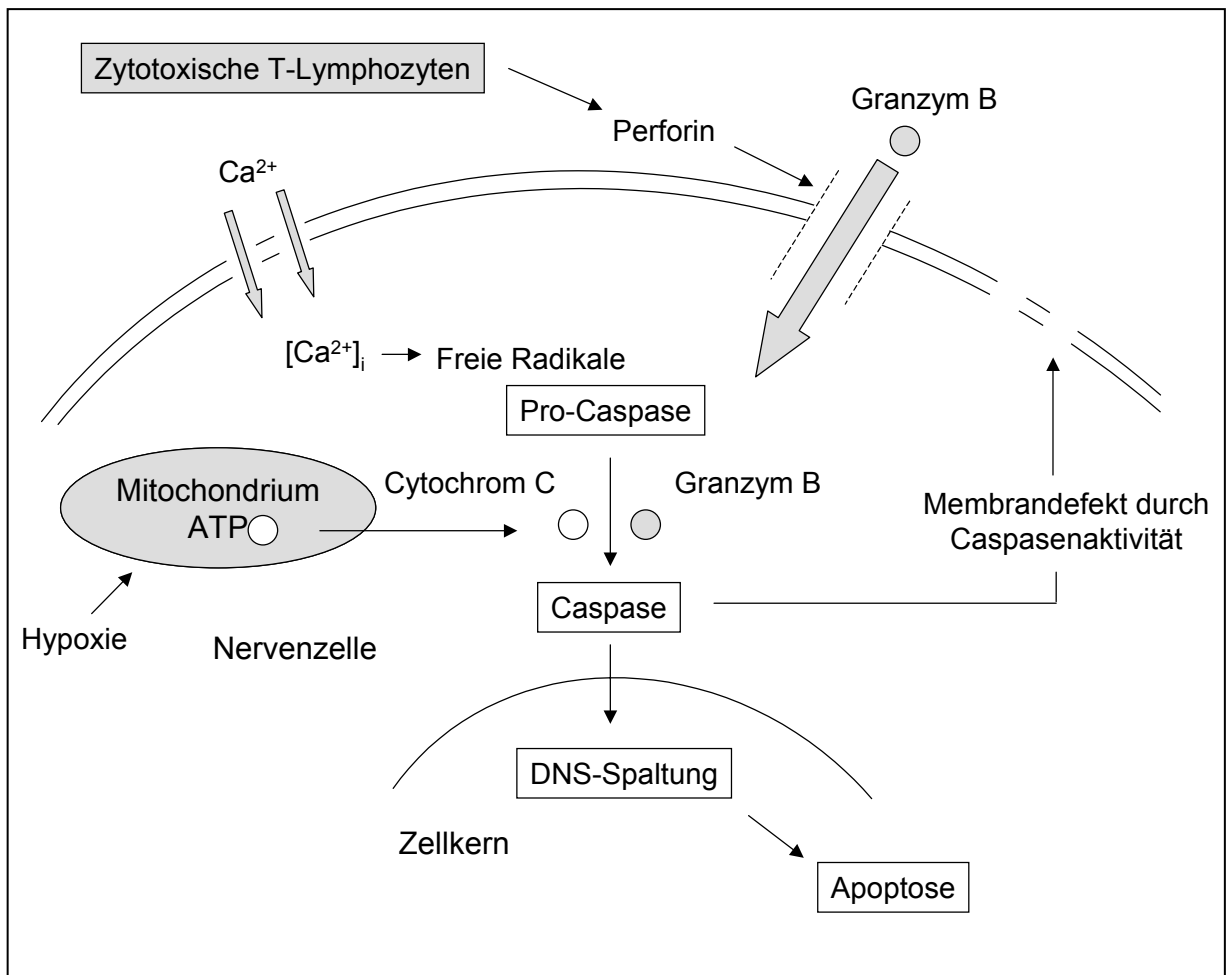 Zytotoxische T-Lymphozyten
Granzym B
Perforin
Ca²⁺
[Ca²⁺]ᵢ
Freie Radikale
Pro-Caspase
Mitochondrium
ATP
Cytochrom C
Granzym B
Membrandefekt durch
Caspasenaktivität
Caspase
Hypoxie
Nervenzelle
DNS-Spaltung
Zellkern
Apoptose